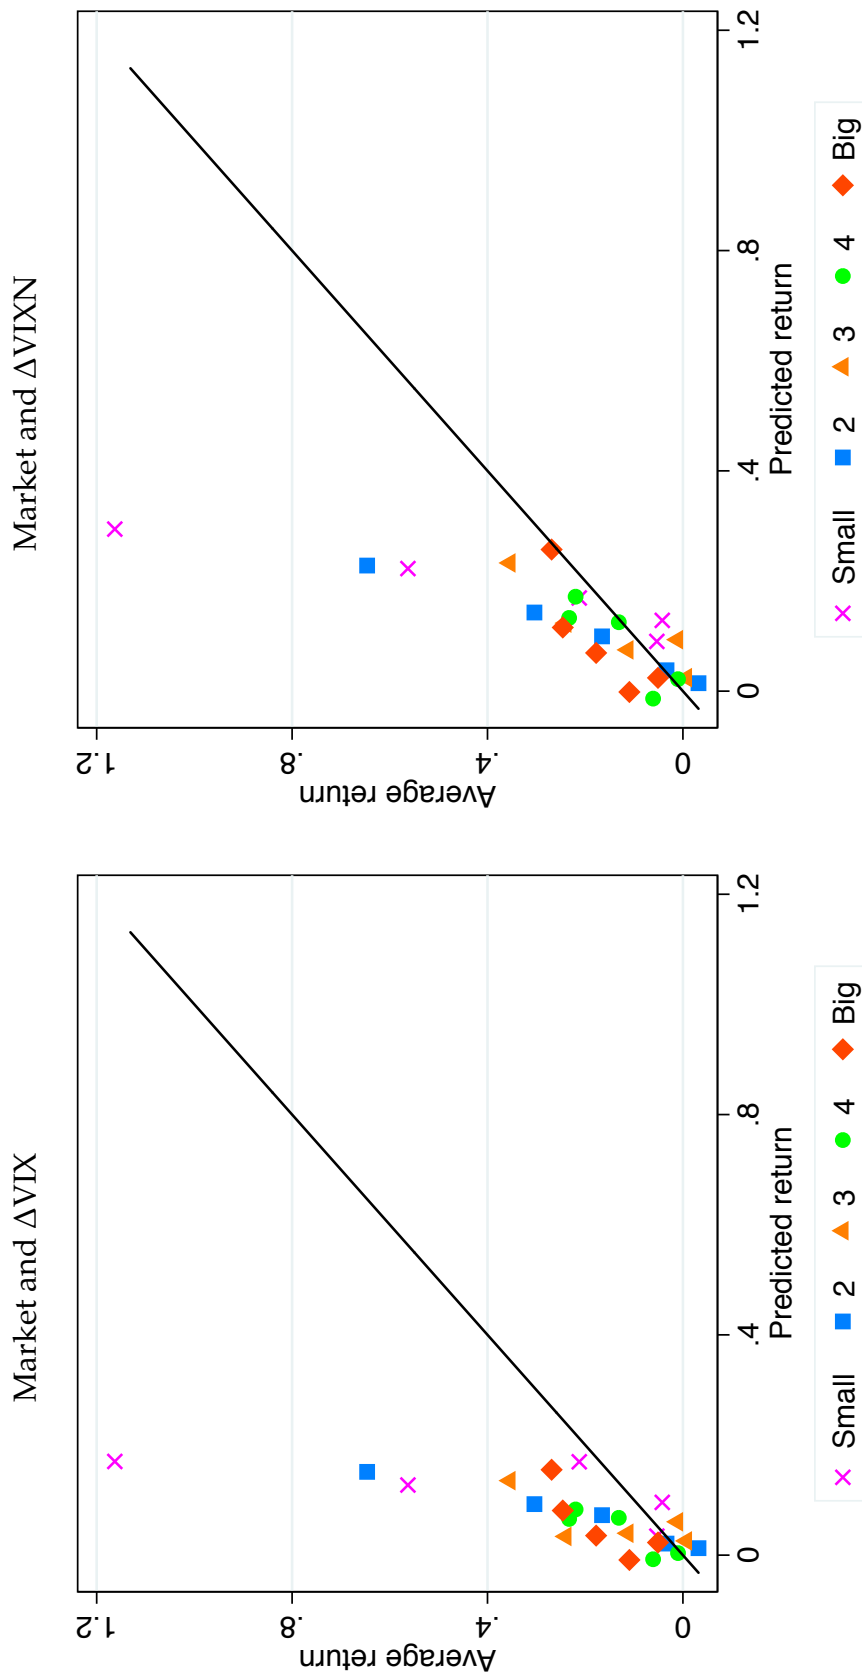 Market and ΔVIX
Average return
1.2
.8
.4
0
0
.4
.8
1.2
Predicted return
Small
2
3
4
Big
Market and ΔVIXN
Average return
1.2
.8
.4
0
0
.4
.8
1.2
Predicted return
Small
2
3
4
Big